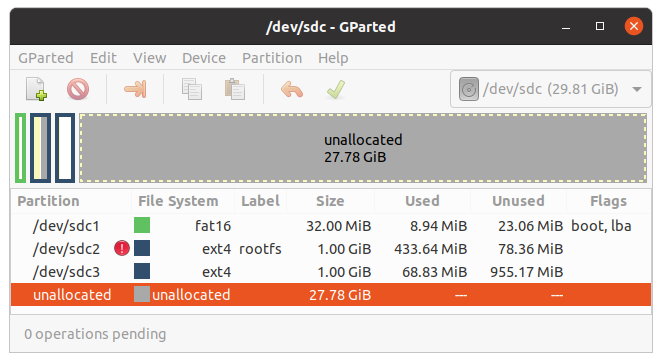 /dev/sdc - GParted
GParted Edit View Device Partition Help
/dev/sdc (29.81 GiB)
unallocated
27.78 GiB
Partition File System Label Size Used Unused Flags
/dev/sdc1 fat16 32.00 MiB 8.94 MiB 23.06 MiB boot, lba
/dev/sdc2 ext4 rootfs 1.00 GiB 433.64 MiB 78.36 MiB
/dev/sdc3 ext4 1.00 GiB 68.83 MiB 955.17 MiB
unallocated unallocated 27.78 GiB --- ---
0 operations pending